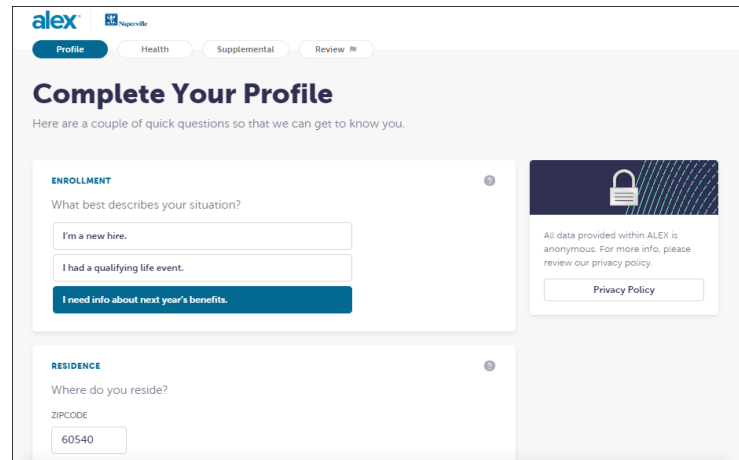 alex
Naperville
Profile
Health
Supplemental
Review
Complete Your Profile
Here are a couple of quick questions so that we can get to know you.
ENROLLMENT
?
What best describes your situation?
I'm a new hire.
I had a qualifying life event.
I need info about next year's benefits.
All data provided within ALEX is
anonymous. For more info, please
review our privacy policy.
Privacy Policy
RESIDENCE
?
Where do you reside?
ZIPCODE
60540